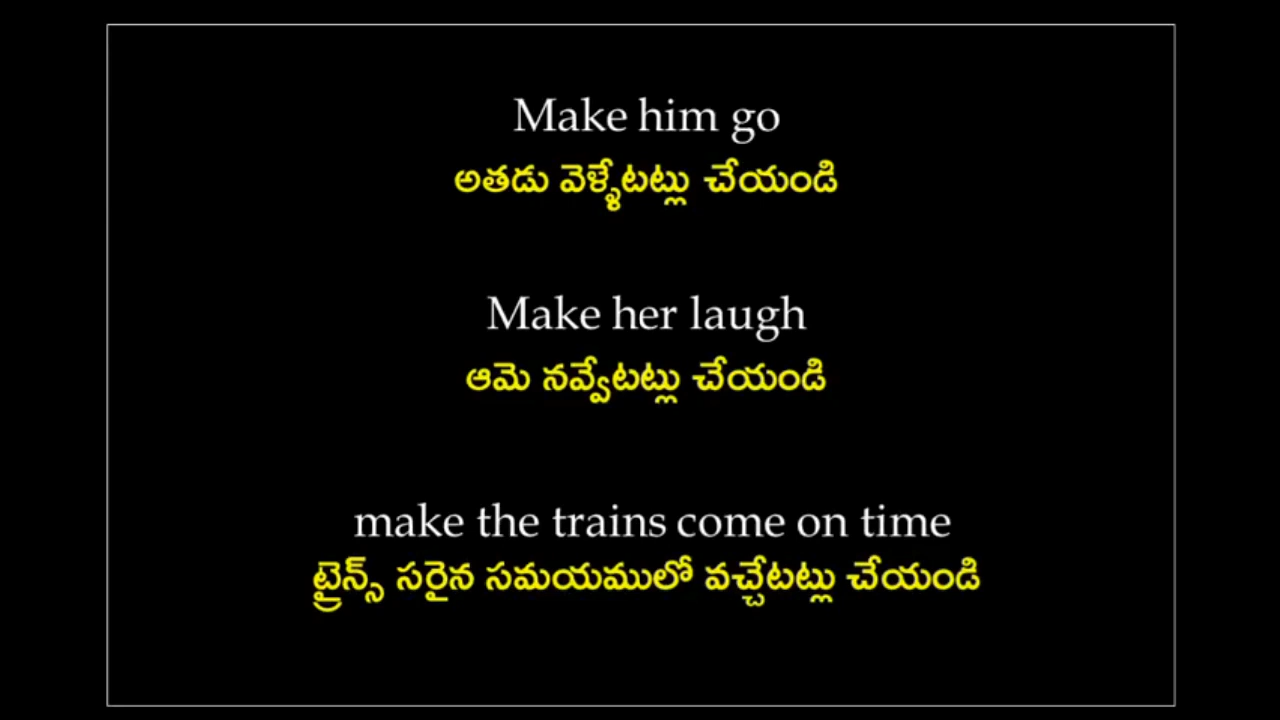 Make him go
అతడు వెళ్ళేటట్లు చేయండి
Make her laugh
ఆమె నవ్వేటట్లు చేయండి
make the trains come on time
ట్రైన్స్ సరైన సమయములో వచ్చేటట్లు చేయండి